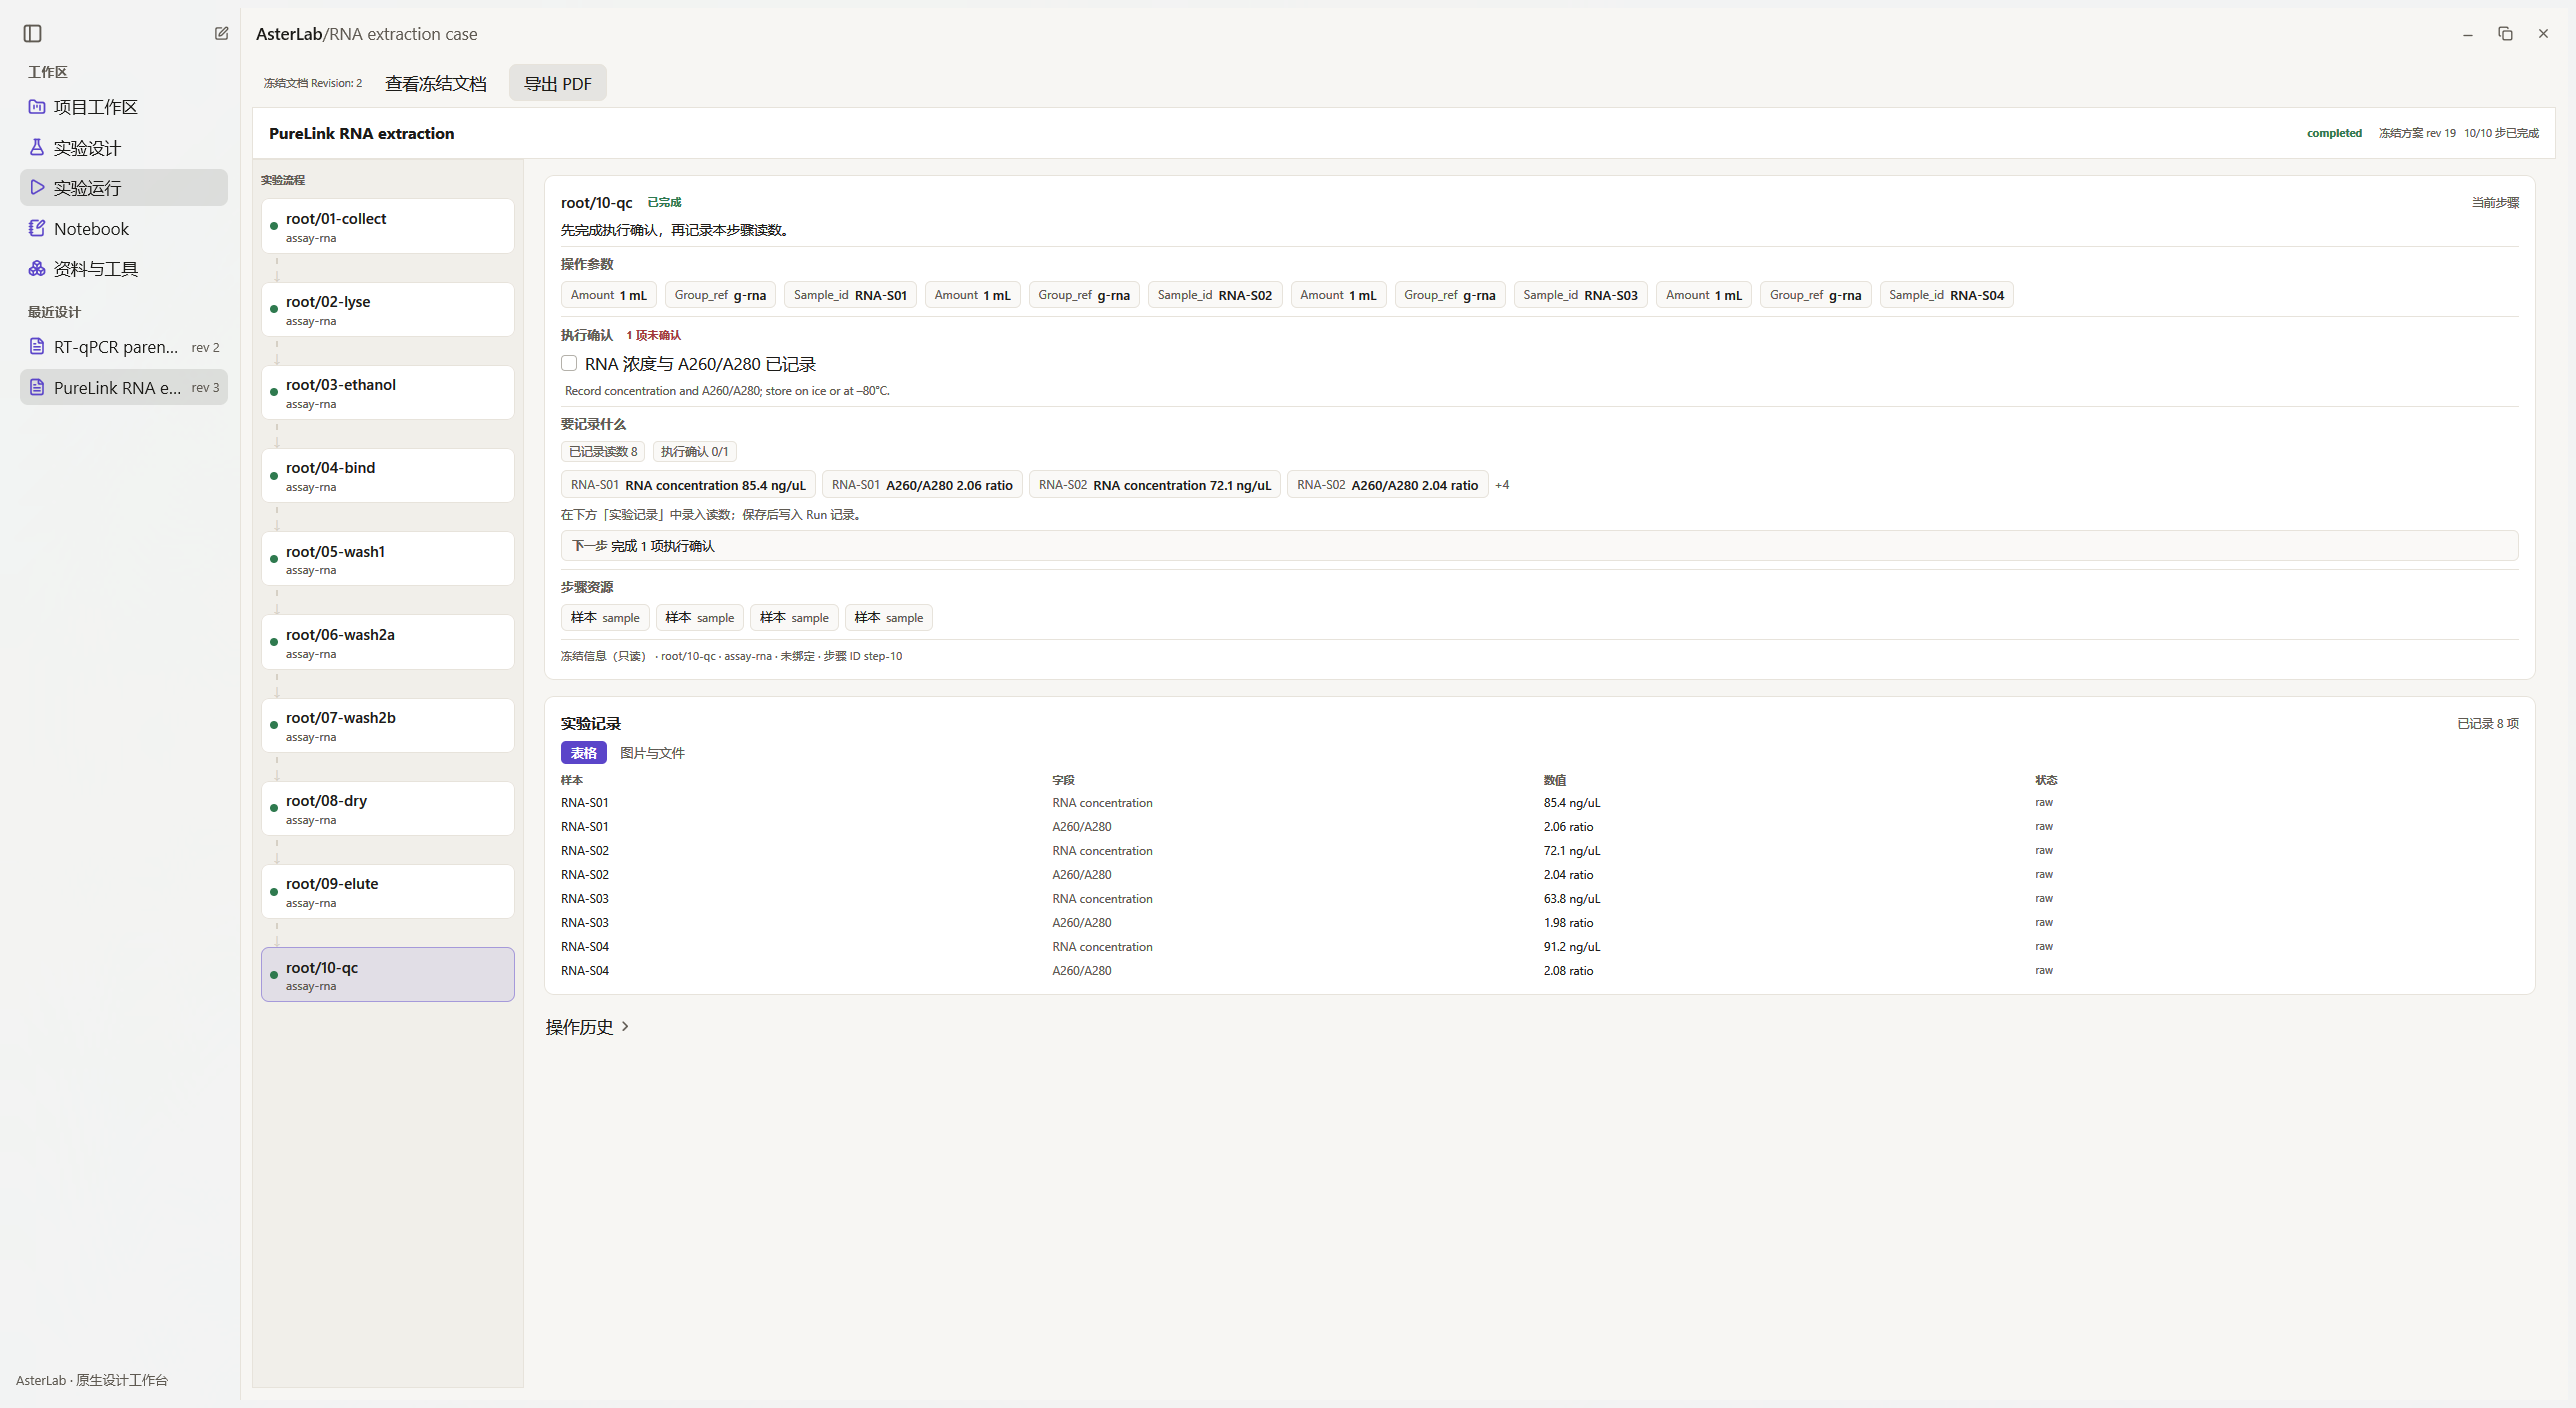 AsterLab/RNA extraction case
工作区
项目工作区
实验设计
实验运行
Notebook
资料与工具
最近设计
RT-qPCR paren... rev 2
PureLink RNA e... rev 3
AsterLab · 原生设计工作台
冻结文档 Revision: 2 查看冻结文档 导出 PDF
PureLink RNA extraction
completed 冻结方案 rev 19 10/10 步已完成
实验流程
root/01-collect
assay-rna
root/02-lyse
assay-rna
root/03-ethanol
assay-rna
root/04-bind
assay-rna
root/05-wash1
assay-rna
root/06-wash2a
assay-rna
root/07-wash2b
assay-rna
root/08-dry
assay-rna
root/09-elute
assay-rna
root/10-qc
assay-rna
root/10-qc 已完成 当前步骤
先完成执行确认，再记录本步骤读数。
操作参数
Amount 1 mL Group_ref g-rna Sample_id RNA-S01 Amount 1 mL Group_ref g-rna Sample_id RNA-S02 Amount 1 mL Group_ref g-rna Sample_id RNA-S03 Amount 1 mL Group_ref g-rna Sample_id RNA-S04
执行确认 1 项未确认
RNA 浓度与 A260/A280 已记录
Record concentration and A260/A280; store on ice or at –80°C.
要记录什么
已记录读数 8 执行确认 0/1
RNA-S01 RNA concentration 85.4 ng/uL RNA-S01 A260/A280 2.06 ratio RNA-S02 RNA concentration 72.1 ng/uL RNA-S02 A260/A280 2.04 ratio +4
在下方「实验记录」中录入读数；保存后写入 Run 记录。
下一步 完成 1 项执行确认
步骤资源
样本 sample 样本 sample 样本 sample 样本 sample
冻结信息（只读） · root/10-qc · assay-rna · 未绑定 · 步骤 ID step-10
实验记录 已记录 8 项
表格 图片与文件
样本 字段 数值 状态
RNA-S01 RNA concentration 85.4 ng/uL raw
RNA-S01 A260/A280 2.06 ratio raw
RNA-S02 RNA concentration 72.1 ng/uL raw
RNA-S02 A260/A280 2.04 ratio raw
RNA-S03 RNA concentration 63.8 ng/uL raw
RNA-S03 A260/A280 1.98 ratio raw
RNA-S04 RNA concentration 91.2 ng/uL raw
RNA-S04 A260/A280 2.08 ratio raw
操作历史